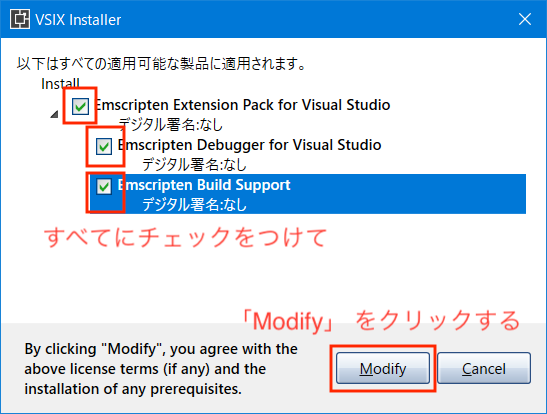 VSIX Installer
以下はすべての適用可能な製品に適用されます。
Install
Emscripten Extension Pack for Visual Studio
デジタル署名:なし
Emscripten Debugger for Visual Studio
デジタル署名:なし
Emscripten Build Support
デジタル署名:なし
すべてにチェックをつけて
「Modify」 をクリックする
By clicking "Modify", you agree with the
above license terms (if any) and the
installation of any prerequisites.
Modify
Cancel